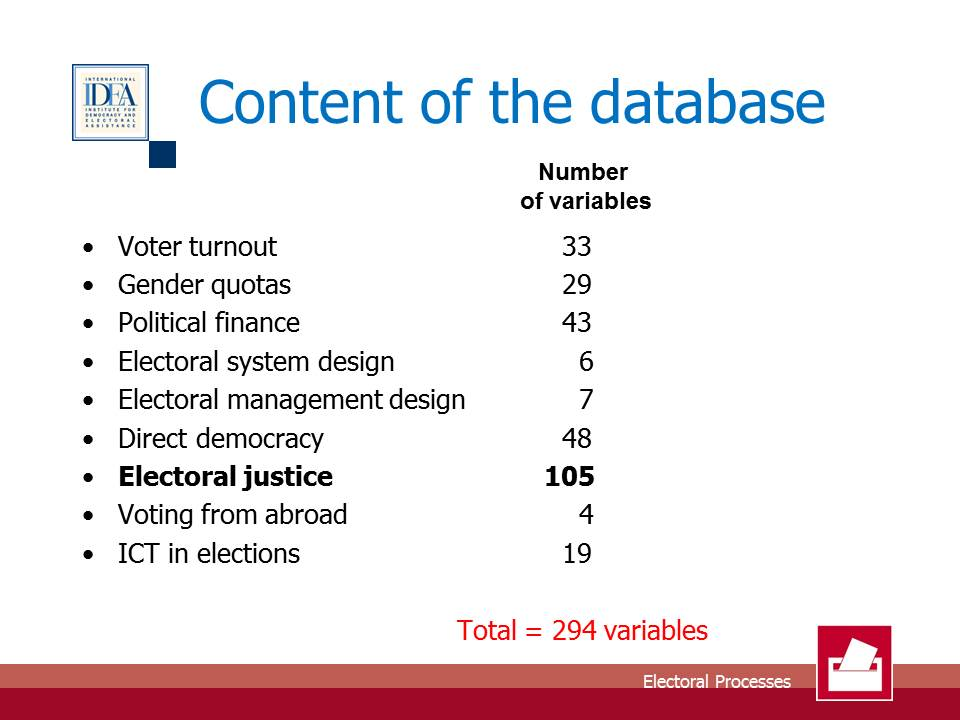 INTERNATIONAL
IDEA
INSTITUTE FOR
DEMOCRACY AND
ELECTORAL
ASSISTANCE
Content of the database
Number
of variables
• Voter turnout 33
• Gender quotas 29
• Political finance 43
• Electoral system design 6
• Electoral management design 7
• Direct democracy 48
• Electoral justice 105
• Voting from abroad 4
• ICT in elections 19
Total = 294 variables
Electoral Processes